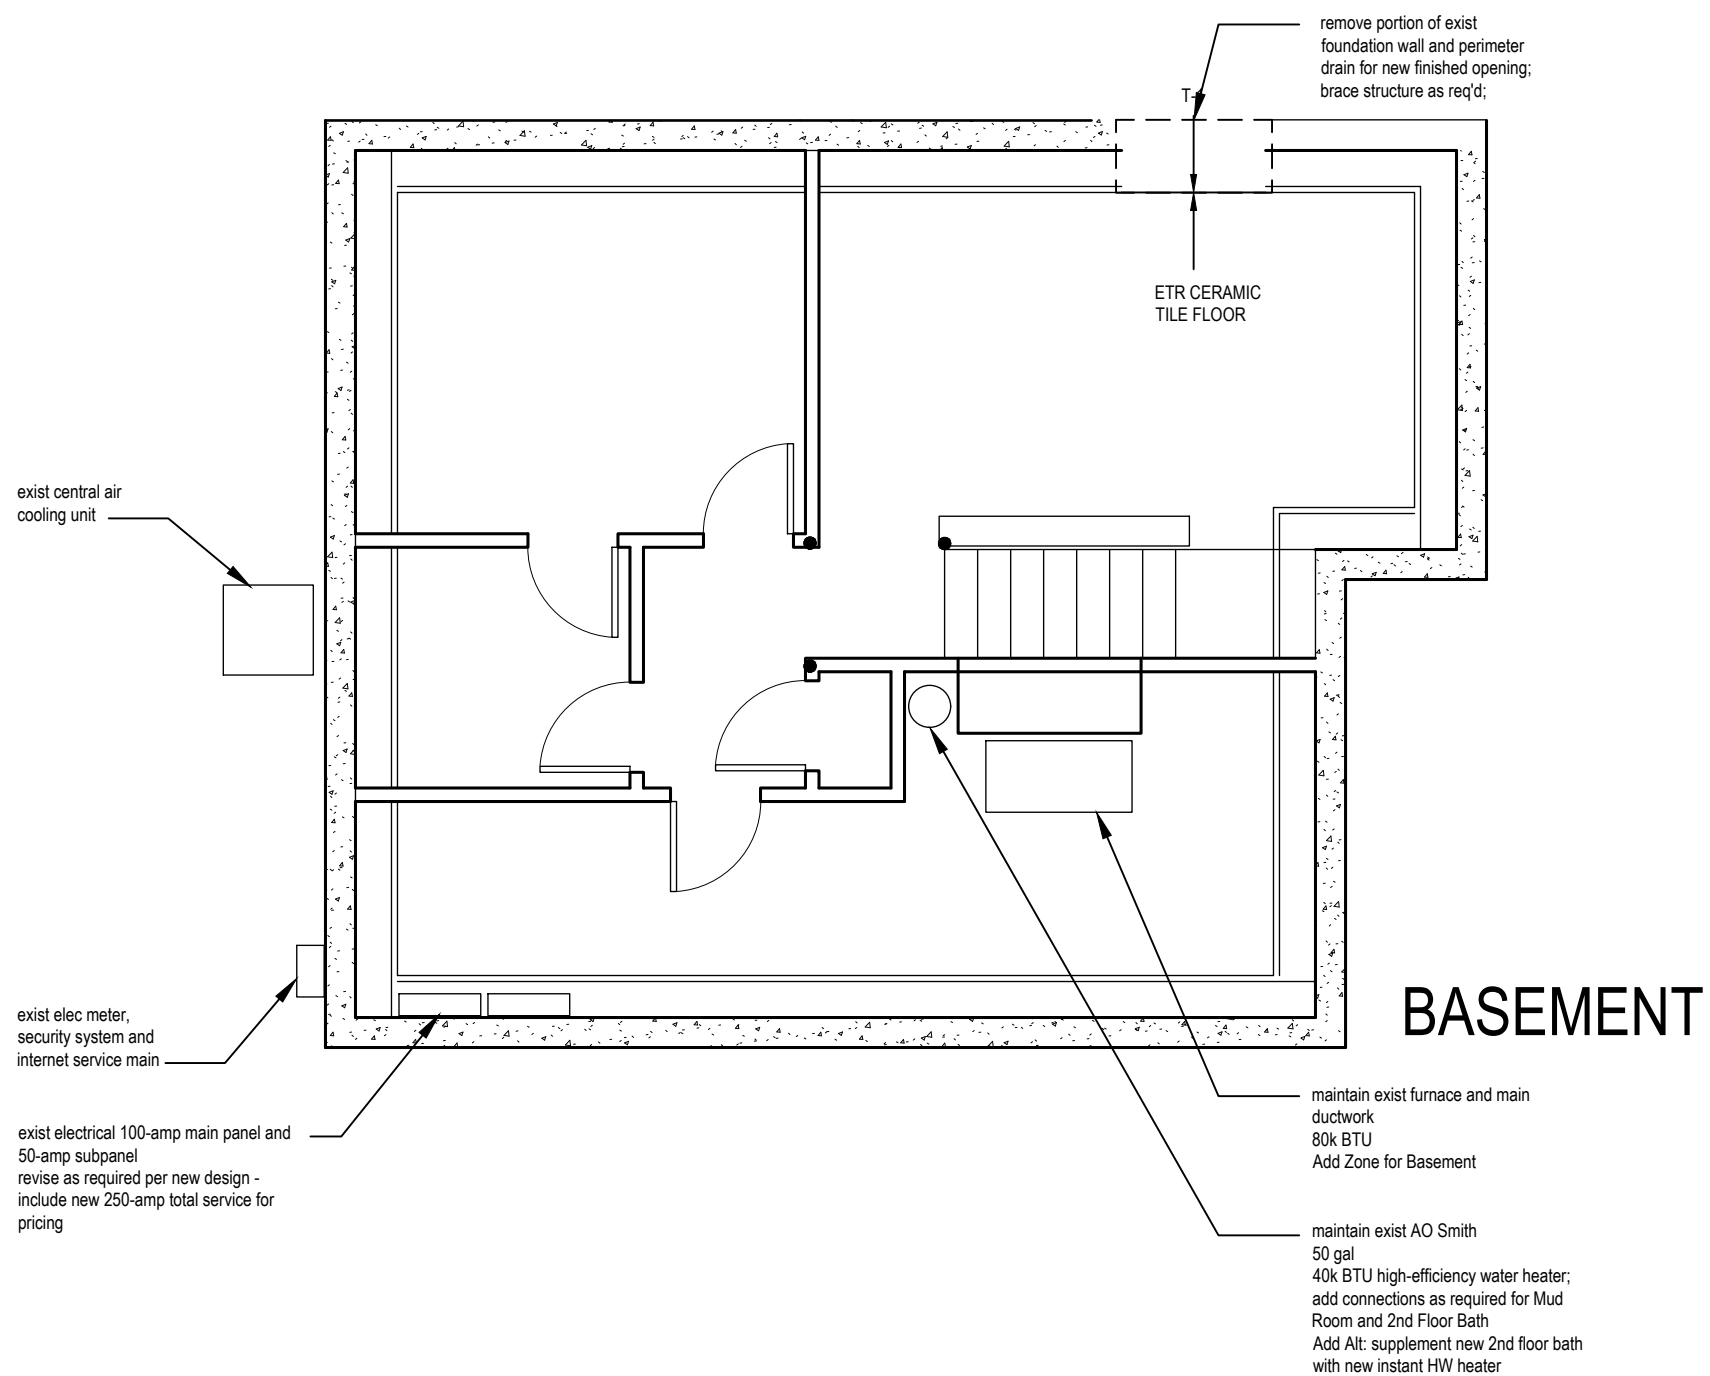 remove portion of exist
foundation wall and perimeter
drain for new finished opening;
brace structure as req'd;
ETR CERAMIC
TILE FLOOR
exist central air
cooling unit
BASEMENT
exist elec meter,
security system and
internet service main
exist electrical 100-amp main panel and
50-amp subpanel
revise as required per new design -
include new 250-amp total service for
pricing
maintain exist furnace and main
ductwork
80k BTU
Add Zone for Basement
maintain exist AO Smith
50 gal
40k BTU high-efficiency water heater;
add connections as required for Mud
Room and 2nd Floor Bath
Add Alt: supplement new 2nd floor bath
with new instant HW heater